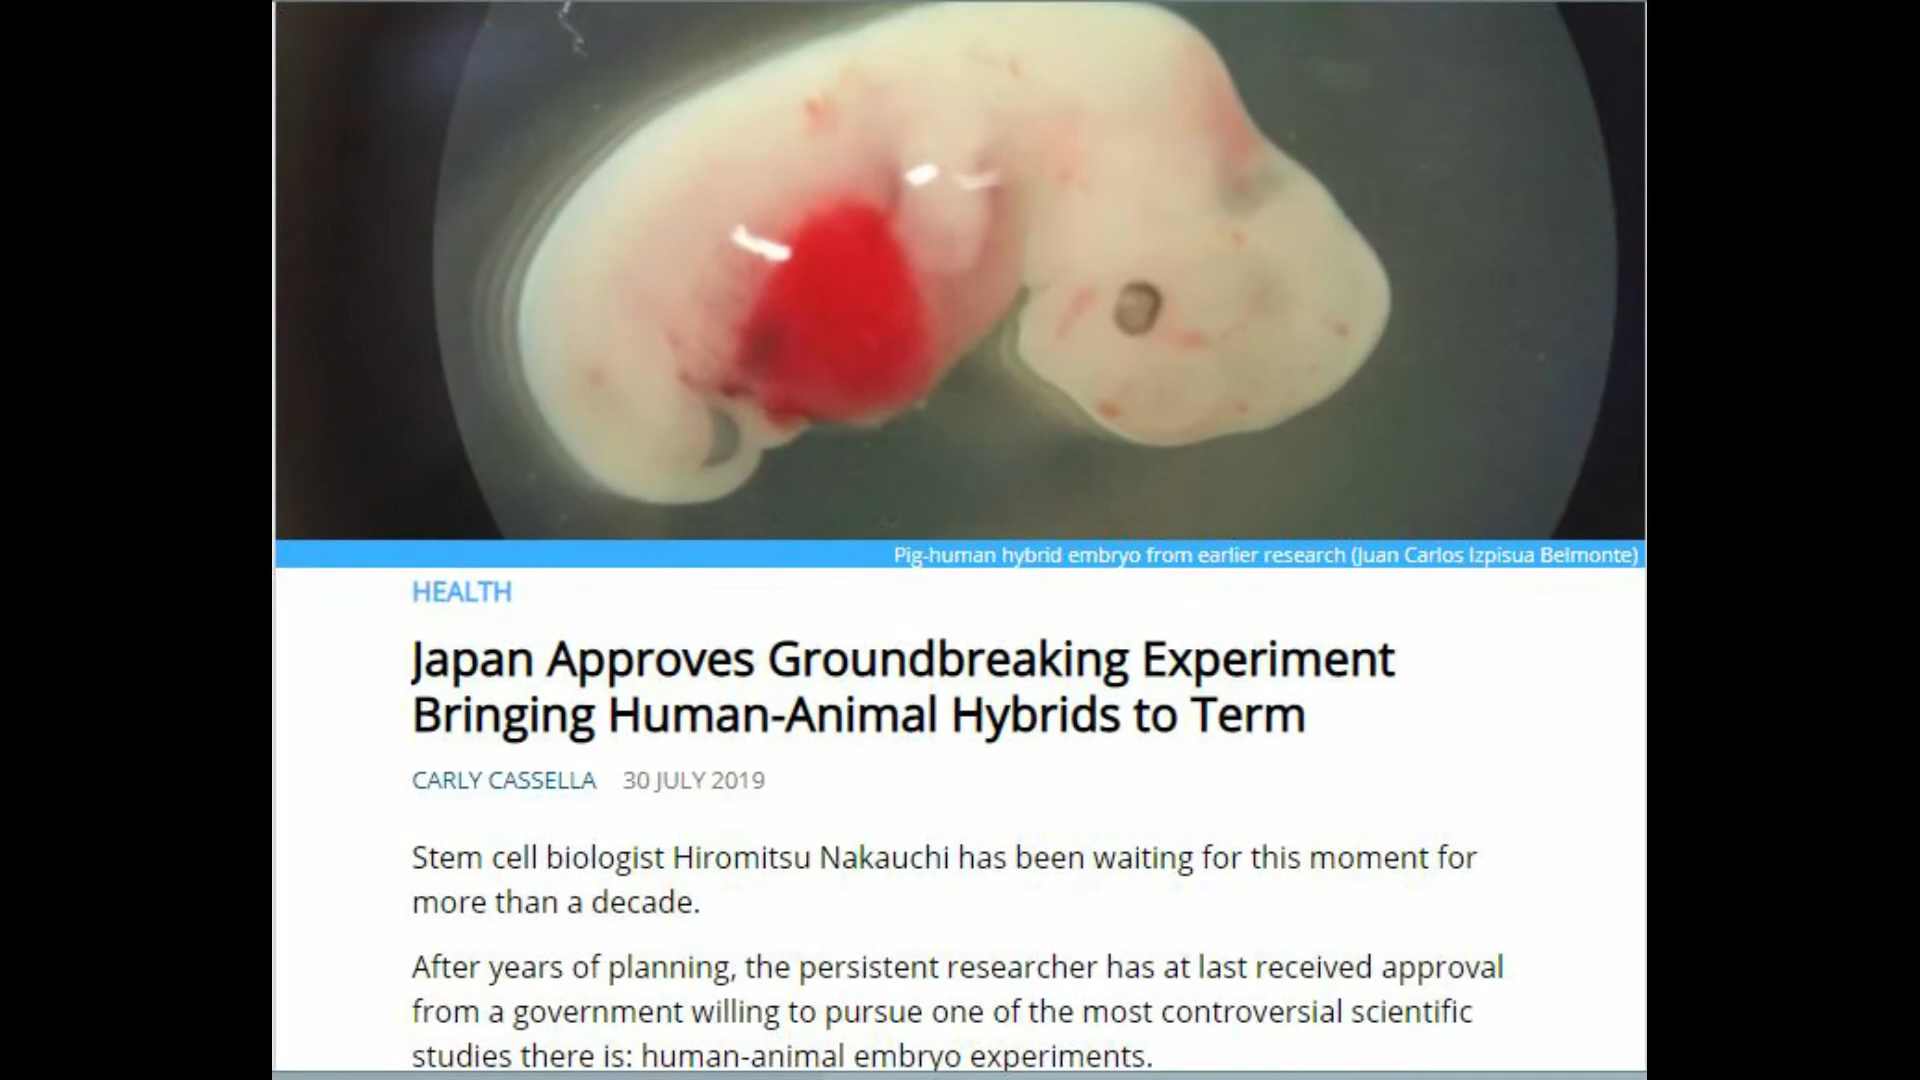 Pig-human hybrid embryo from earlier research (Juan Carlos Izpisua Belmonte)
HEALTH
Japan Approves Groundbreaking Experiment
Bringing Human-Animal Hybrids to Term
CARLY CASSELLA 30 JULY 2019
Stem cell biologist Hiromitsu Nakauchi has been waiting for this moment for
more than a decade.
After years of planning, the persistent researcher has at last received approval
from a government willing to pursue one of the most controversial scientific
studies there is: human-animal embryo experiments.